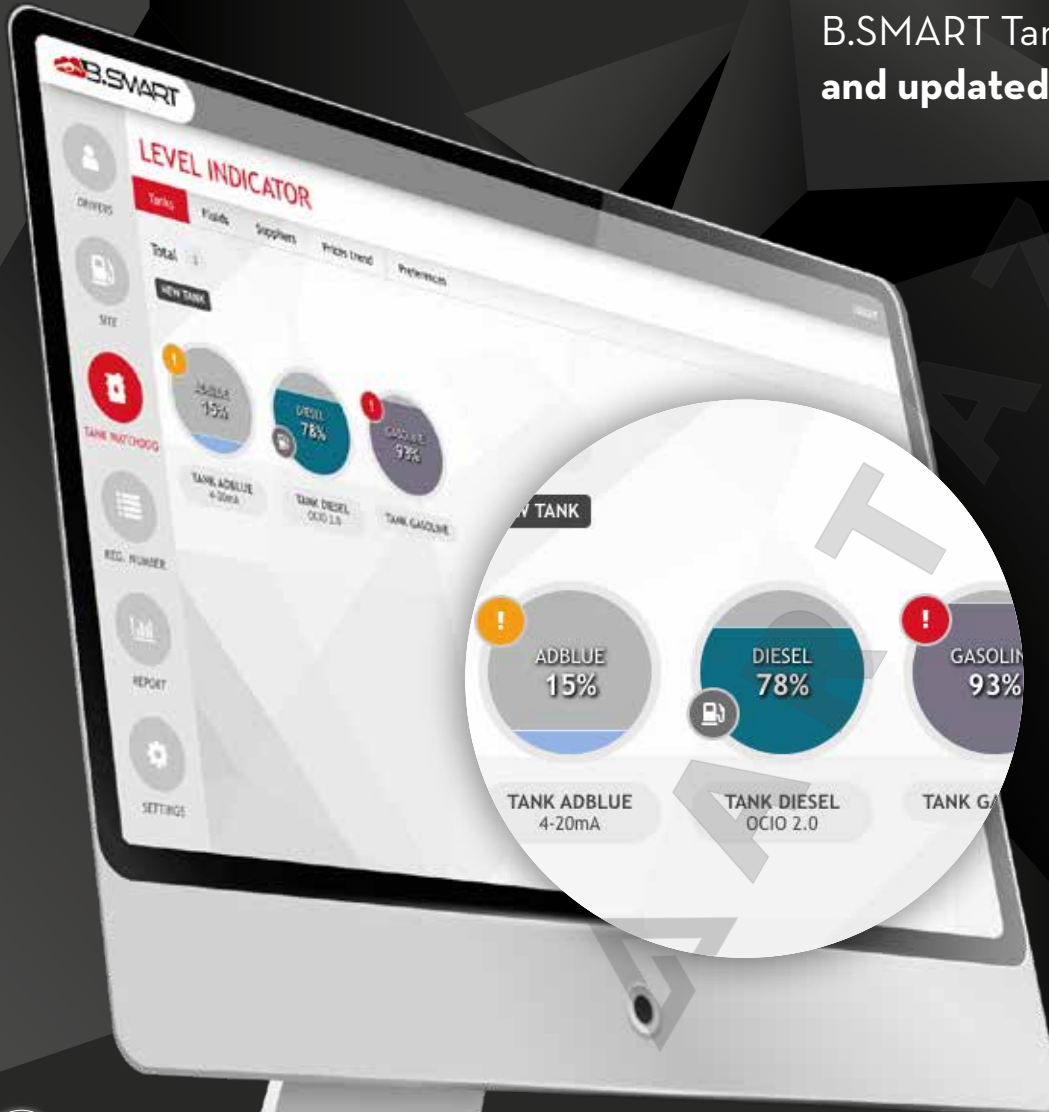 B.SMART Tan
and updated
B.SMART
LEVEL INDICATOR
Tanks Fluids Suppliers Prices trend Preferences
Total
NEW TANK
DRIVERS
SITE
TANK WATCHDOG
REG. NUMBER
REPORT
SETTINGS
!
ADBLUE
15%
DIESEL
78%
!
GASOLINE
93%
TANK ADBLUE
4-20mA
TANK DIESEL
OCIO 2.0
TANK GASOLINE
W TANK
!
ADBLUE
15%
DIESEL
78%
!
GASOLIN
93%
TANK ADBLUE
4-20mA
TANK DIESEL
OCIO 2.0
TANK GA